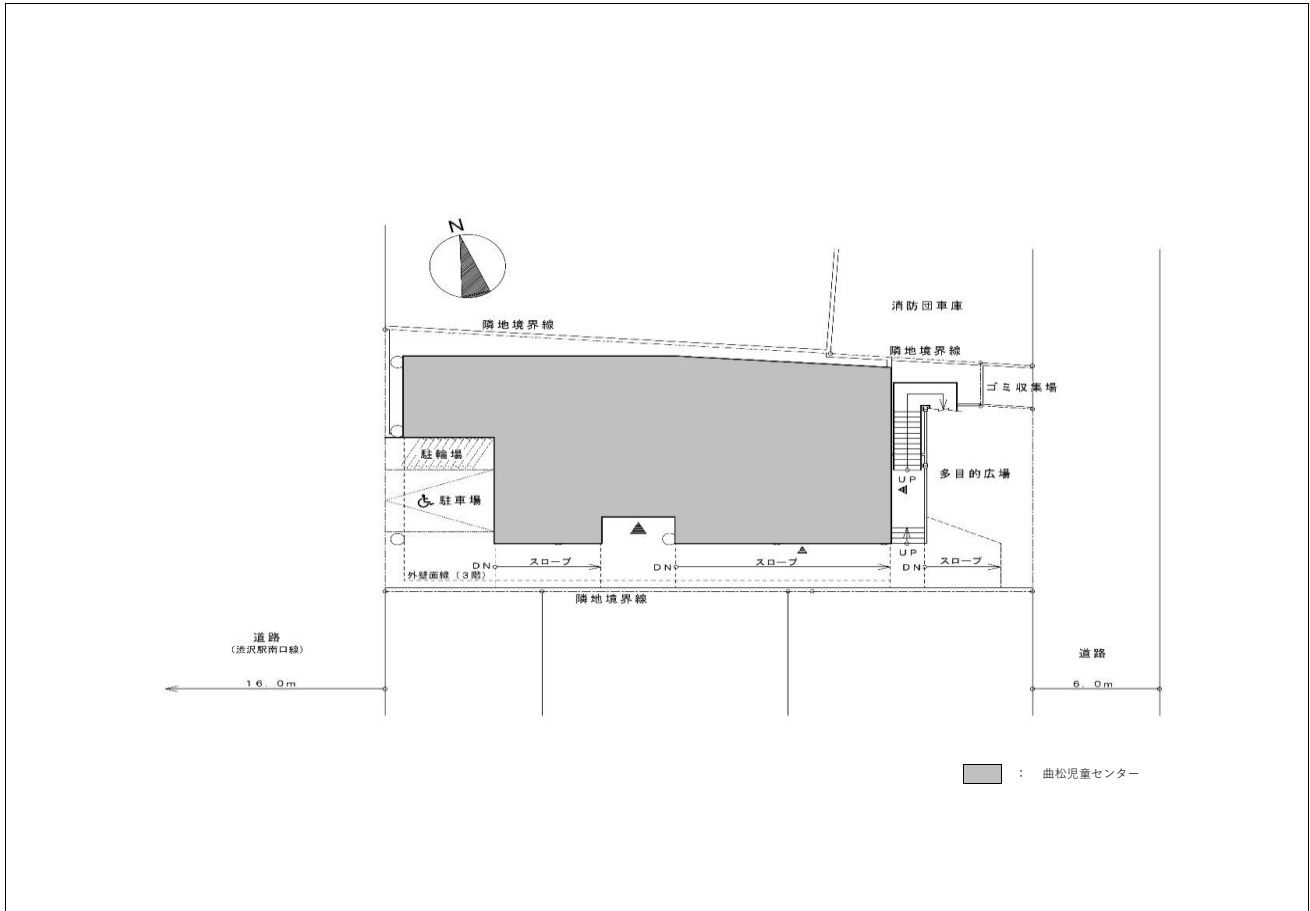 N
消防団車庫
隣地境界線
隣地境界線
ゴミ収集場
駐輪場
多目的広場
UP
駐車場
UP
DN
スロープ
DN
スロープ
DN
スロープ
外壁面線(3階)
隣地境界線
道路
(渋沢駅南口線)
道路
16.0m
6.0m
: 曲松児童センター